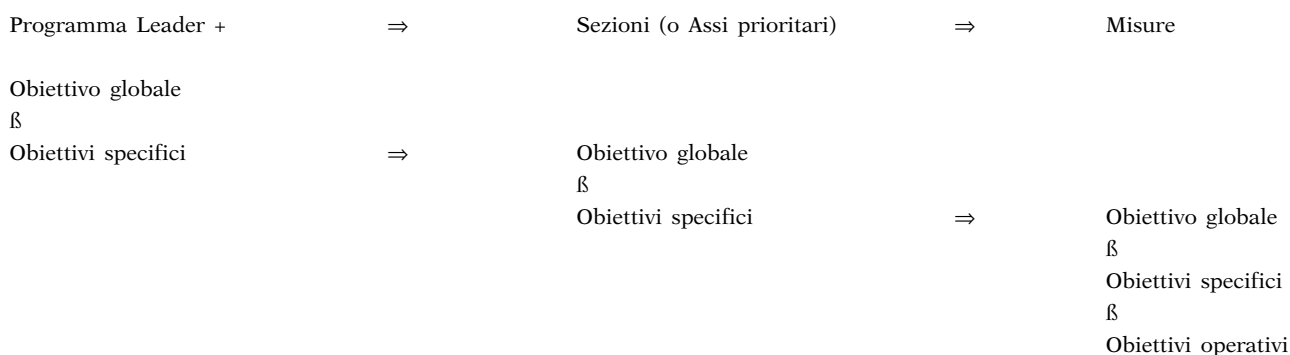 Programma Leader + ⇒ Sezioni (o Assi prioritari) ⇒ Misure
Obiettivo globale
ß
Obiettivi specifici ⇒ Obiettivo globale
ß
Obiettivi specifici ⇒ Obiettivo globale
ß
Obiettivi specifici
ß
Obiettivi operativi